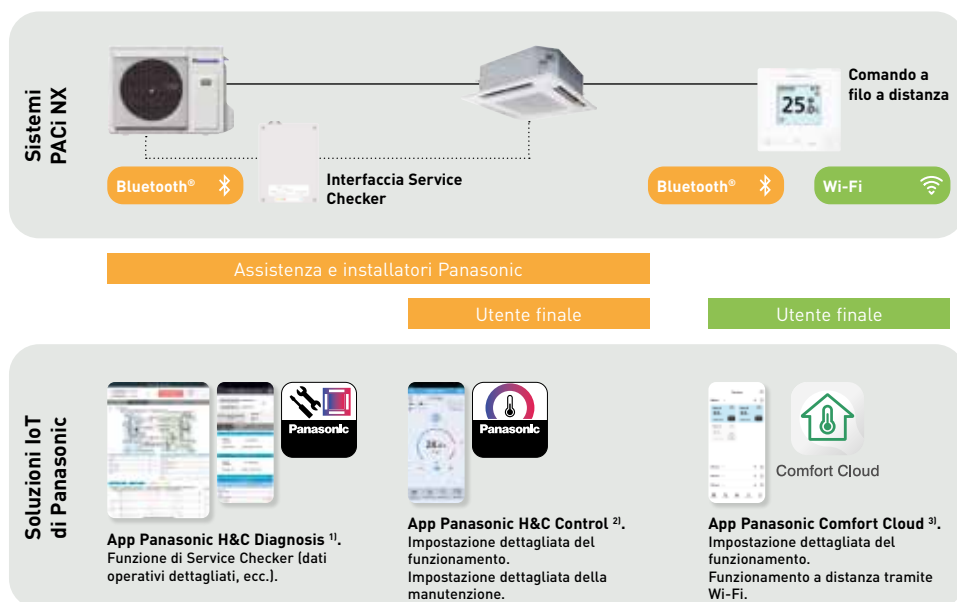 Sistemi
PACi NX
Panasonic
25.0
Comando a
filo a distanza
Bluetooth®
Interfaccia Service
Checker
Bluetooth®
Wi-Fi
Assistenza e installatori Panasonic
Utente finale
Utente finale
Soluzioni IoT
di Panasonic
Panasonic
Panasonic
Comfort Cloud
App Panasonic H&C Diagnosis 1).
Funzione di Service Checker (dati
operativi dettagliati, ecc.).
App Panasonic H&C Control 2).
Impostazione dettagliata del
funzionamento.
Impostazione dettagliata della
manutenzione.
App Panasonic Comfort Cloud 3).
Impostazione dettagliata del
funzionamento.
Funzionamento a distanza tramite
Wi-Fi.